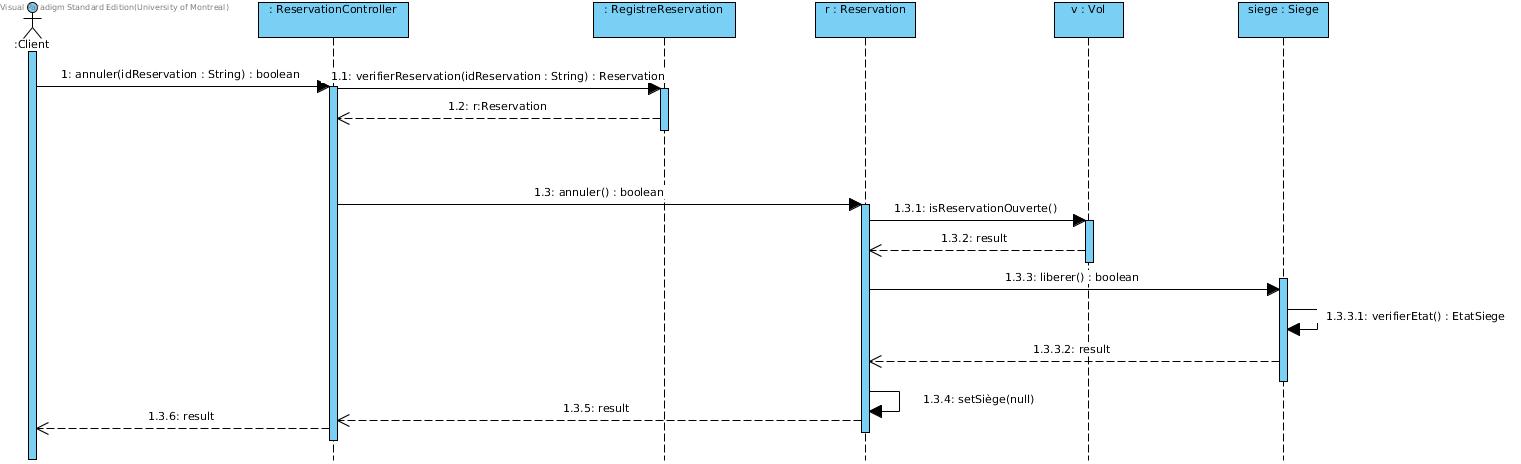 Visual Paradigm Standard Edition(University of Montreal)
:Client
: ReservationController
: RegistreReservation
r : Reservation
v : Vol
siege : Siege
1: annuler(idReservation : String) : boolean
1.1: verifierReservation(idReservation : String) : Reservation
1.2: r:Reservation
1.3: annuler() : boolean
1.3.1: isReservationOuverte()
1.3.2: result
1.3.3: liberer() : boolean
1.3.3.1: verifierEtat() : EtatSiege
1.3.3.2: result
1.3.4: setSiège(null)
1.3.5: result
1.3.6: result